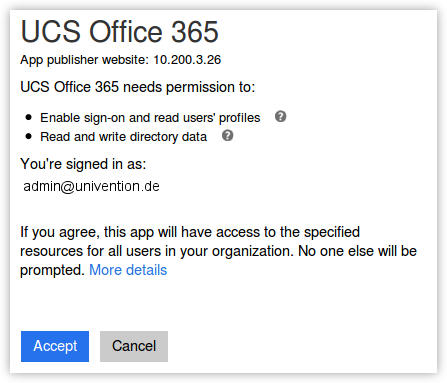 UCS Office 365
App publisher website: 10.200.3.26
UCS Office 365 needs permission to:
Enable sign-on and read users' profiles
Read and write directory data
You're signed in as:
admin@univention.de
If you agree, this app will have access to the specified
resources for all users in your organization. No one else will be
prompted. More details
Accept Cancel